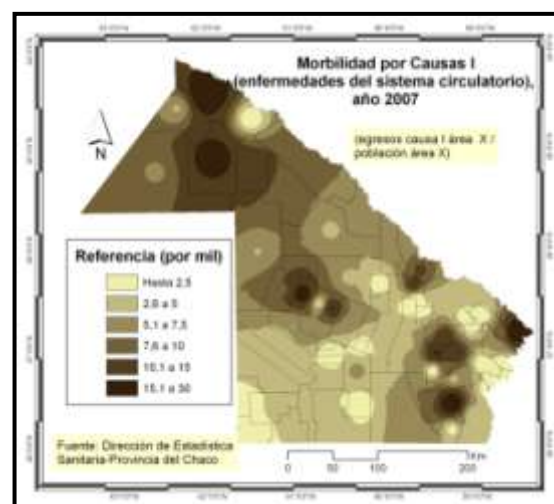 Morbilidad por Causas I
(enfermedades del sistema circulatorio),
año 2007
(egresos causa I área X /
población área X)
N
Referencia (por mil)
Hasta 2,5
2,6 a 5
5,1 a 7,5
7,6 a 10
10,1 a 15
15,1 a 50
Fuente: Dirección de Estadística
Sanitaria-Provincia del Chaco
Km
0 50 100 200